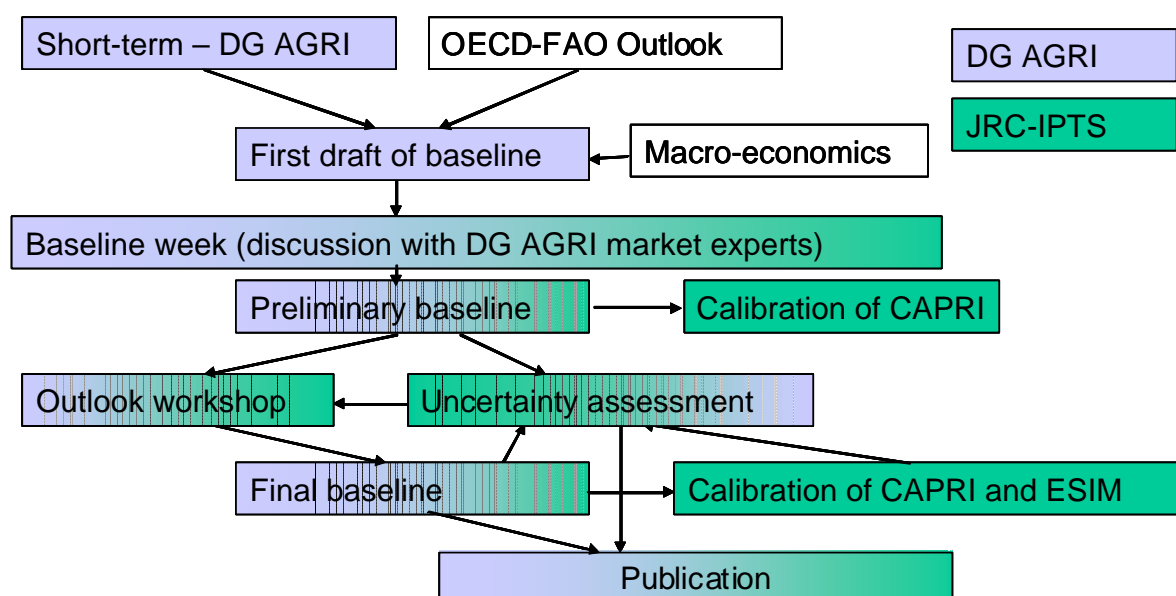 Short-term – DG AGRI
OECD-FAO Outlook
DG AGRI
JRC-IPTS
First draft of baseline
Macro-economics
Baseline week (discussion with DG AGRI market experts)
Preliminary baseline
Calibration of CAPRI
Outlook workshop
Uncertainty assessment
Final baseline
Calibration of CAPRI and ESIM
Publication